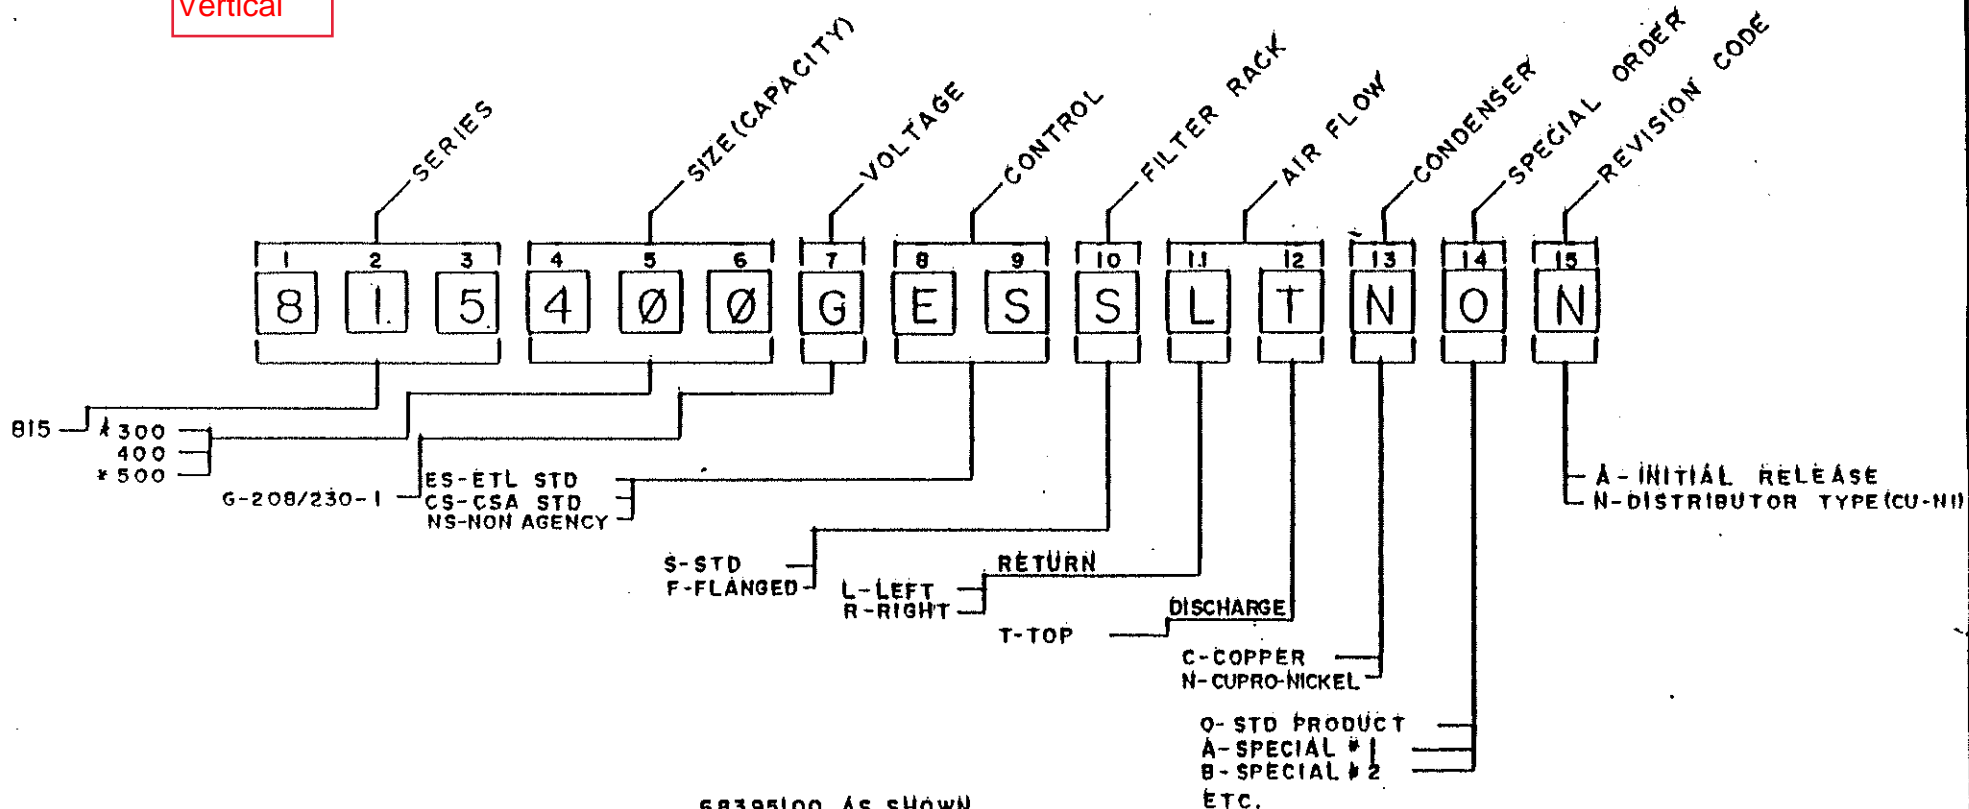 Vertical
SERIES
SIZE(CAPACITY)
VOLTAGE
CONTROL
FILTER RACK
AIR FLOW
CONDENSER
SPECIAL ORDER
REVISION CODE
1 2 3 4 5 6 7 8 9 10 11 12 13 14 15
8 1 5 4 Ø Ø G E S S L T N O N
815
*300
400
*500
G-208/230-1
ES-ETL STD
CS-CSA STD
NS-NON AGENCY
S-STD
F-FLANGED
RETURN
L-LEFT
R-RIGHT
DISCHARGE
T-TOP
C-COPPER
N-CUPRO-NICKEL
O-STD PRODUCT
A-SPECIAL #1
B-SPECIAL #2
ETC.
A-INITIAL RELEASE
N-DISTRIBUTOR TYPE(CU-NI)
68395100 AS SHOWN